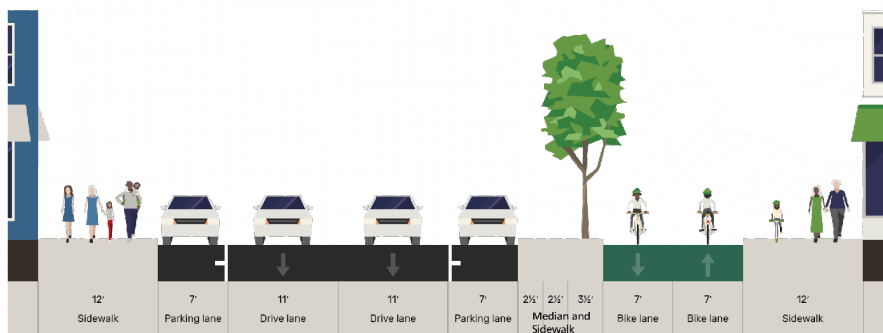 12′ 7′ 11′ 11′ 7′ 2½′ 2½′ 3½′ 7′ 7′ 12′
Sidewalk Parking lane Drive lane Drive lane Parking lane Median and Bike lane Bike lane Sidewalk
Sidewalk